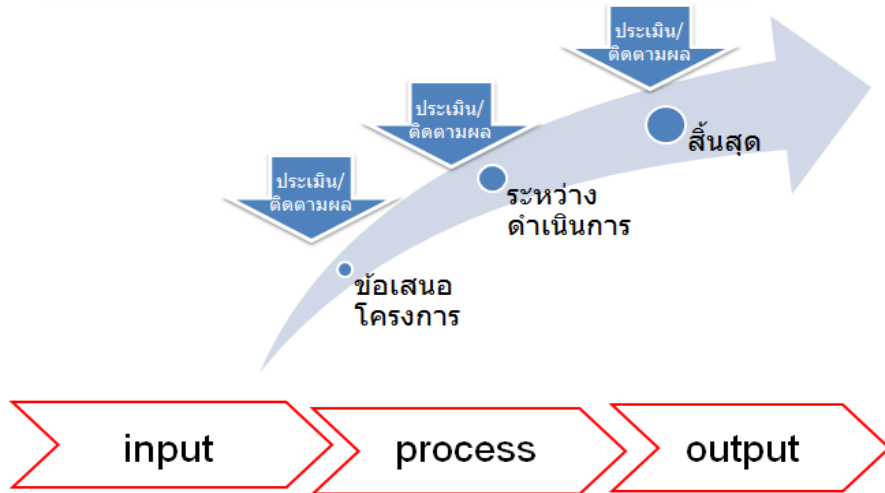 ประเมิน/
ติดตามผล
ประเมิน/
ติดตามผล
ประเมิน/
ติดตามผล
สิ้นสุด
ระหว่าง
ดำเนินการ
ข้อเสนอ
โครงการ
input
process
output